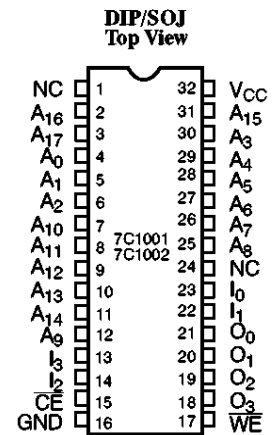 DIP/SOJ
Top View
NC 1 32 VCC
A16 2 31 A15
A17 3 30 A3
A0 4 29 A4
A1 5 28 A5
A2 6 27 A6
A10 7 26 A7
7C1001
A11 8 25 A8
7C1002
A12 9 24 NC
A13 10 23 I0
A14 11 22 I1
A9 12 21 O0
I3 13 20 O1
I2 14 19 O2
CE 15 18 O3
GND 16 17 WE